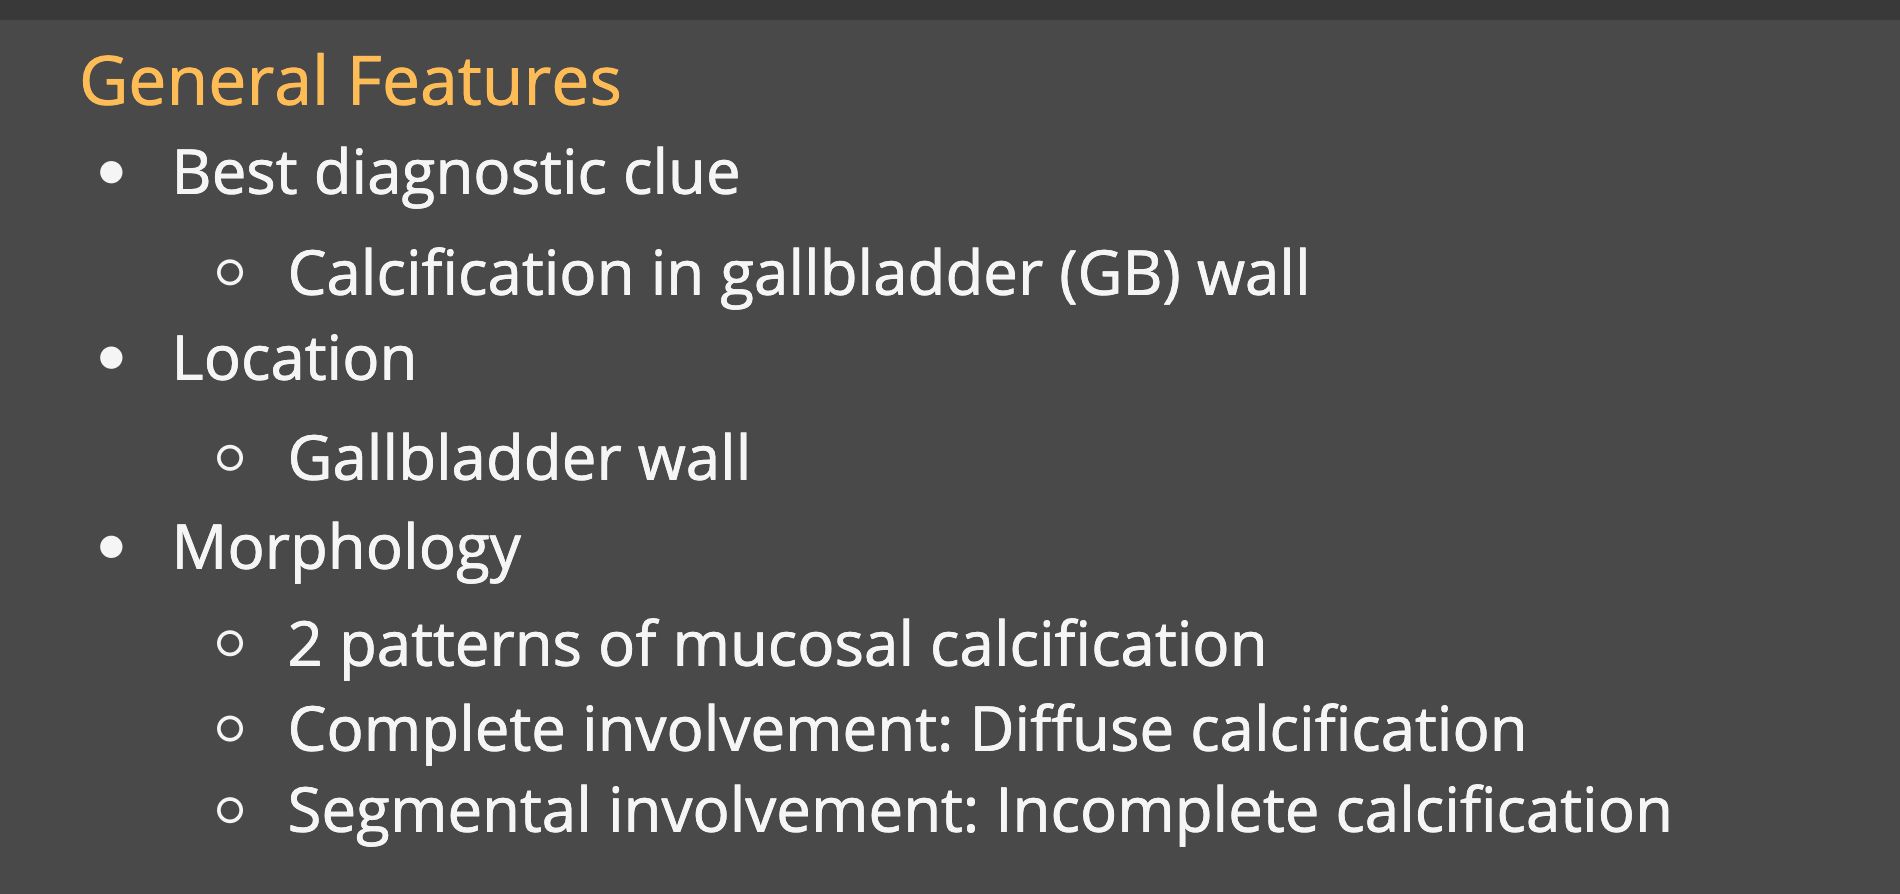 General Features
• Best diagnostic clue
○ Calcification in gallbladder (GB) wall
• Location
○ Gallbladder wall
• Morphology
○ 2 patterns of mucosal calcification
○ Complete involvement: Diffuse calcification
○ Segmental involvement: Incomplete calcification